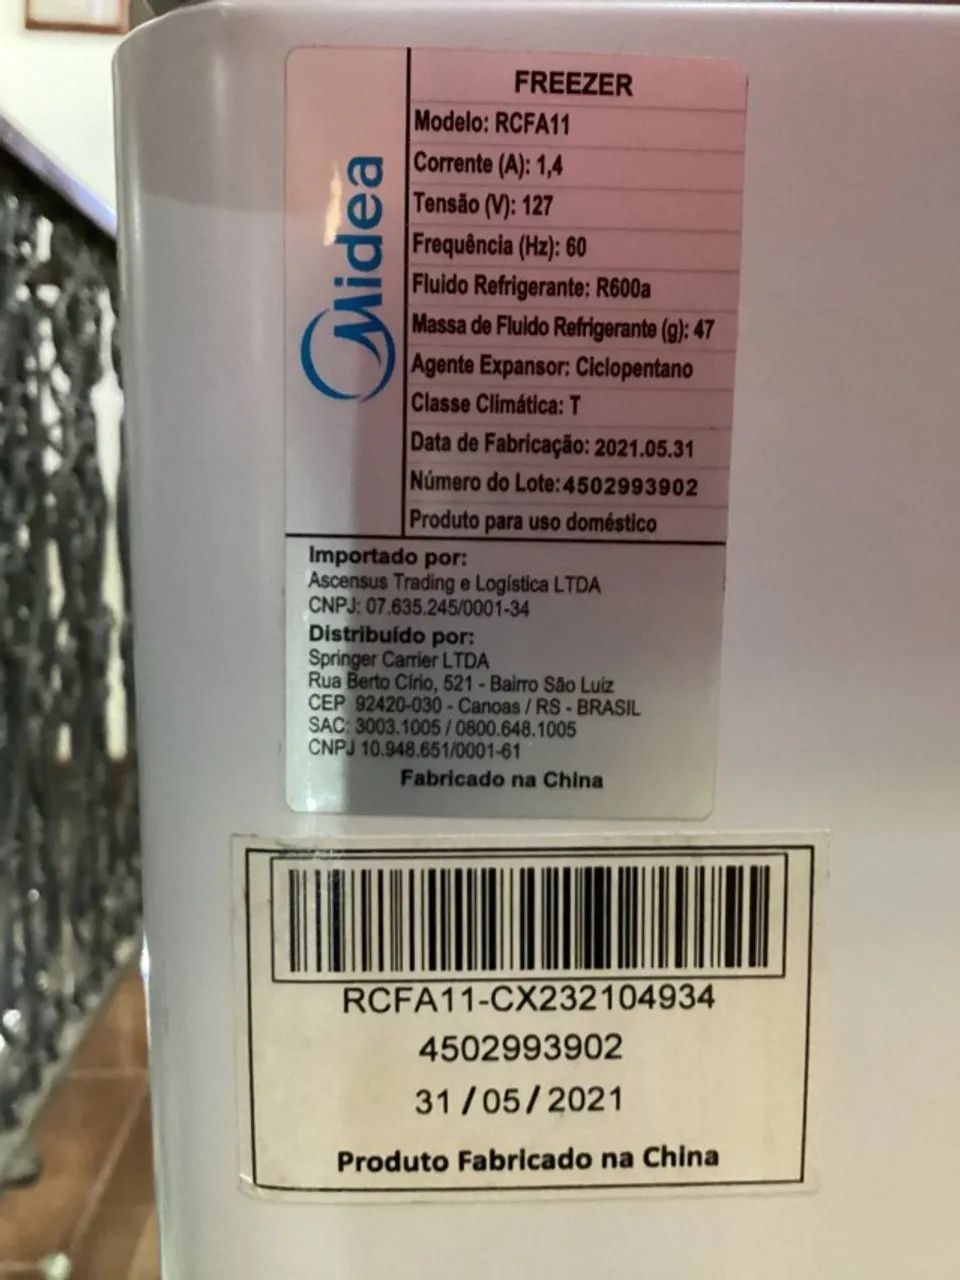 Midea
FREEZER
Modelo: RCFA11
Corrente (A): 1,4
Tensão (V): 127
Frequência (Hz): 60
Fluido Refrigerante: R600a
Massa de Fluido Refrigerante (g): 47
Agente Expansor: Ciclopentano
Classe Climática: T
Data de Fabricação: 2021.05.31
Número do Lote: 4502993902
Produto para uso doméstico
Importado por:
Ascensus Trading e Logística LTDA
CNPJ: 07.635.245/0001-34
Distribuído por:
Springer Carrier LTDA
Rua Berto Círio, 521 - Bairro São Luiz
CEP 92420-030 - Canoas / RS - BRASIL
SAC: 3003.1005 / 0800.648.1005
CNPJ 10.948.651/0001-61
Fabricado na China
RCFA11-CX232104934
4502993902
31/05/2021
Produto Fabricado na China